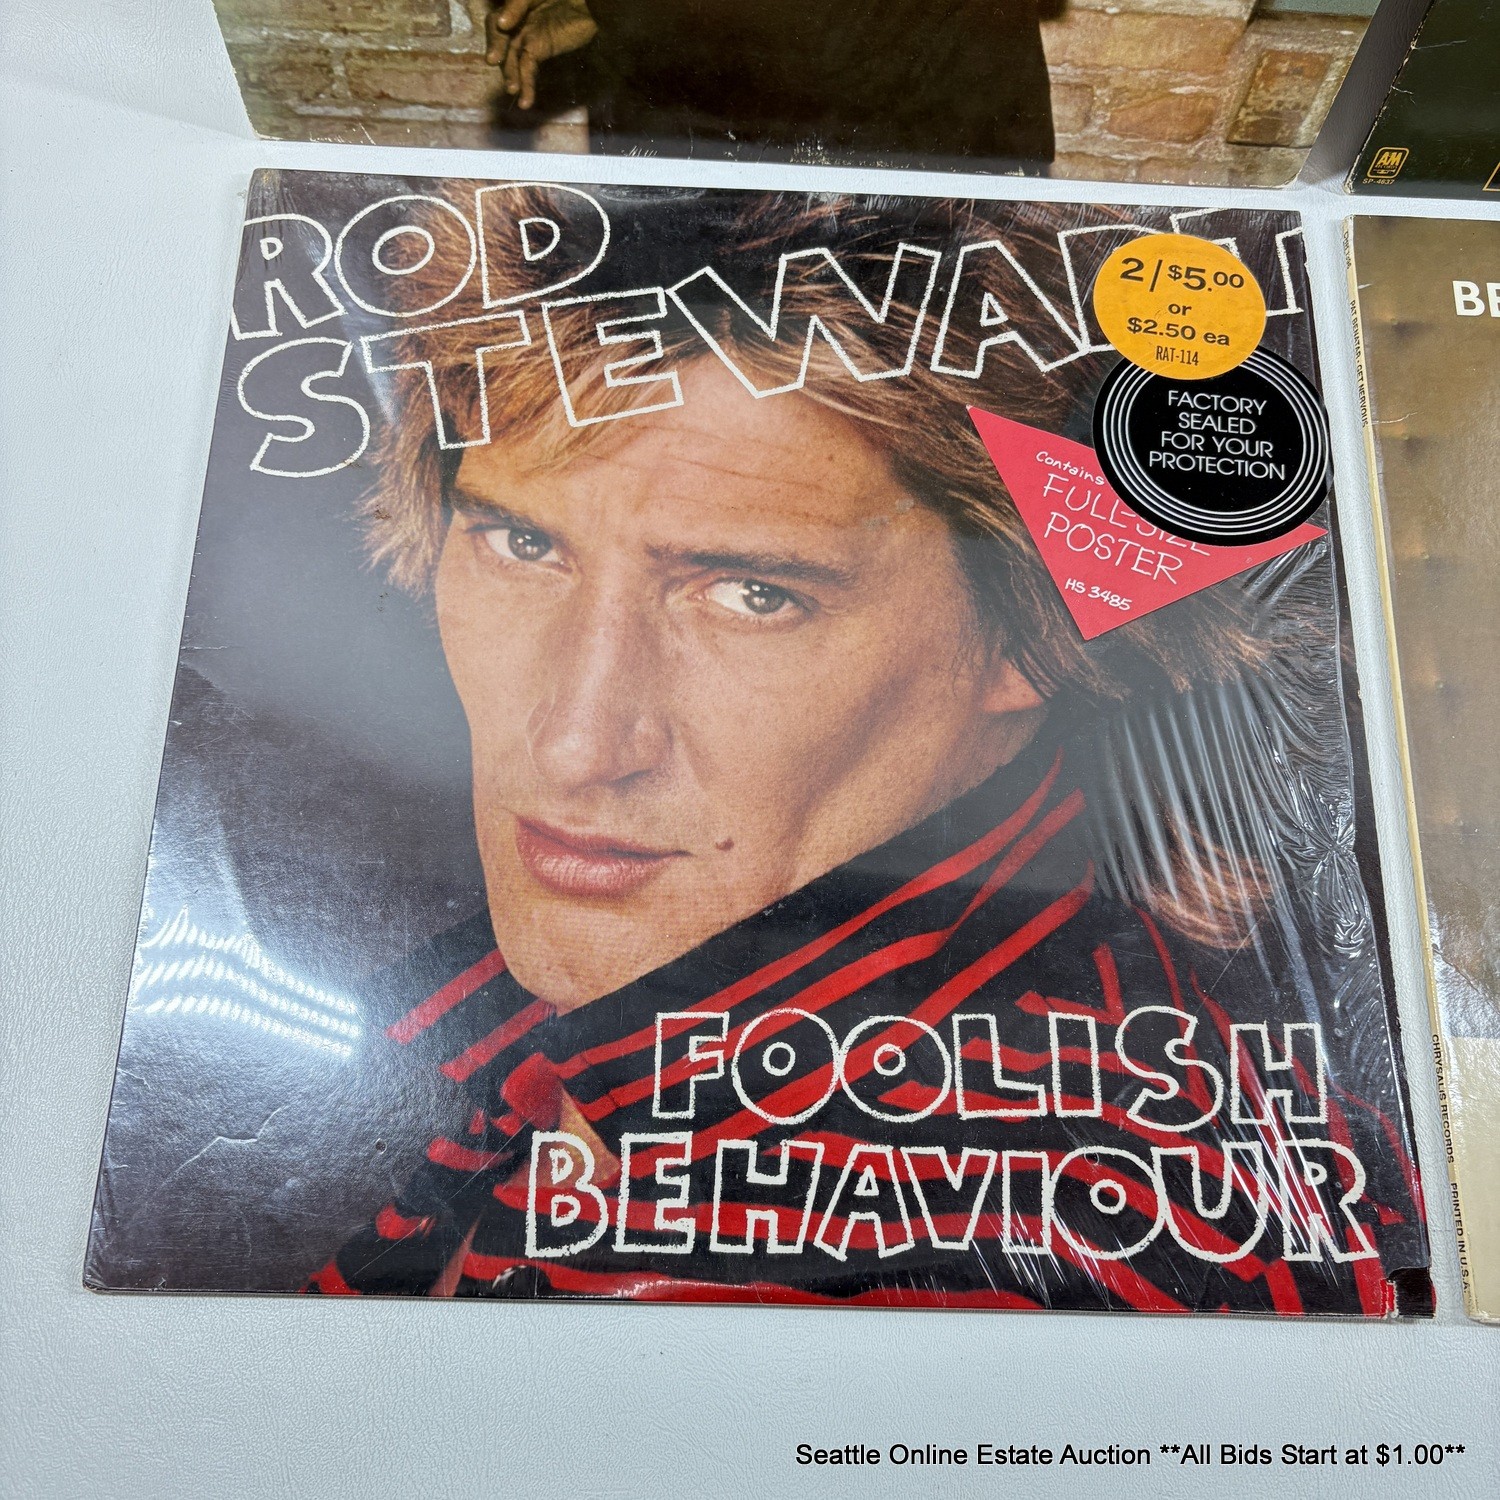 AM
SP-4637
ROD
STEWART
2/$5.00
or
$2.50 ea
RAT-114
FACTORY
SEALED
FOR YOUR
PROTECTION
Contains
FULL-SIZE
POSTER
HS 3485
FOOLISH
BEHAVIOUR
BE
PAT BENATAR: GET NERVOUS
CHRYSALIS RECORDS PRINTED IN U.S.A.
Seattle Online Estate Auction **All Bids Start at $1.00**